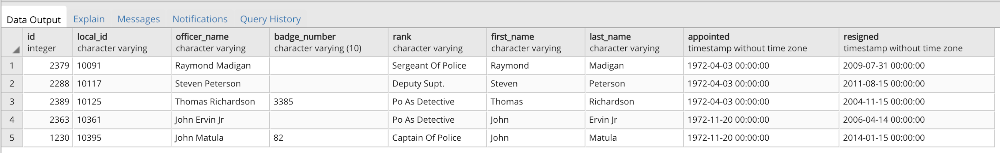 Data Output Explain Messages Notifications Query History
id local_id officer_name badge_number rank first_name last_name appointed resigned
integer character varying character varying character varying (10) character varying character varying character varying timestamp without time zone timestamp without time zone
1 2379 10091 Raymond Madigan Sergeant Of Police Raymond Madigan 1972-04-03 00:00:00 2009-07-31 00:00:00
2 2288 10117 Steven Peterson Deputy Supt. Steven Peterson 1972-04-03 00:00:00 2011-08-15 00:00:00
3 2389 10125 Thomas Richardson 3385 Po As Detective Thomas Richardson 1972-04-03 00:00:00 2004-11-15 00:00:00
4 2363 10361 John Ervin Jr Po As Detective John Ervin Jr 1972-11-20 00:00:00 2006-04-14 00:00:00
5 1230 10395 John Matula 82 Captain Of Police John Matula 1972-11-20 00:00:00 2014-01-15 00:00:00